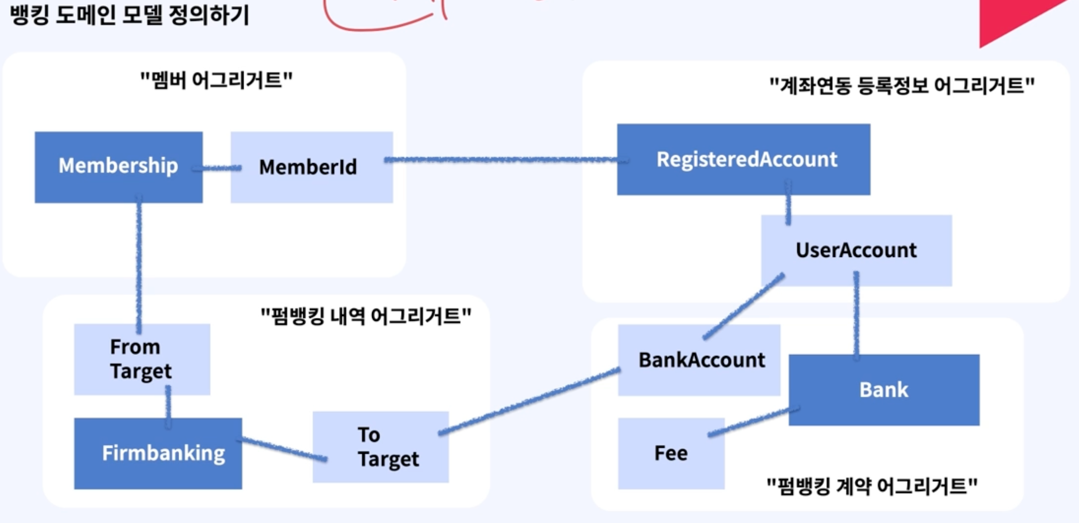 뱅킹 도메인 모델 정의하기
"멤버 어그리거트"
Membership
MemberId
"계좌연동 등록정보 어그리거트"
RegisteredAccount
UserAccount
"펌뱅킹 내역 어그리거트"
From
Target
Firmbanking
To
Target
BankAccount
Bank
Fee
"펌뱅킹 계약 어그리거트"